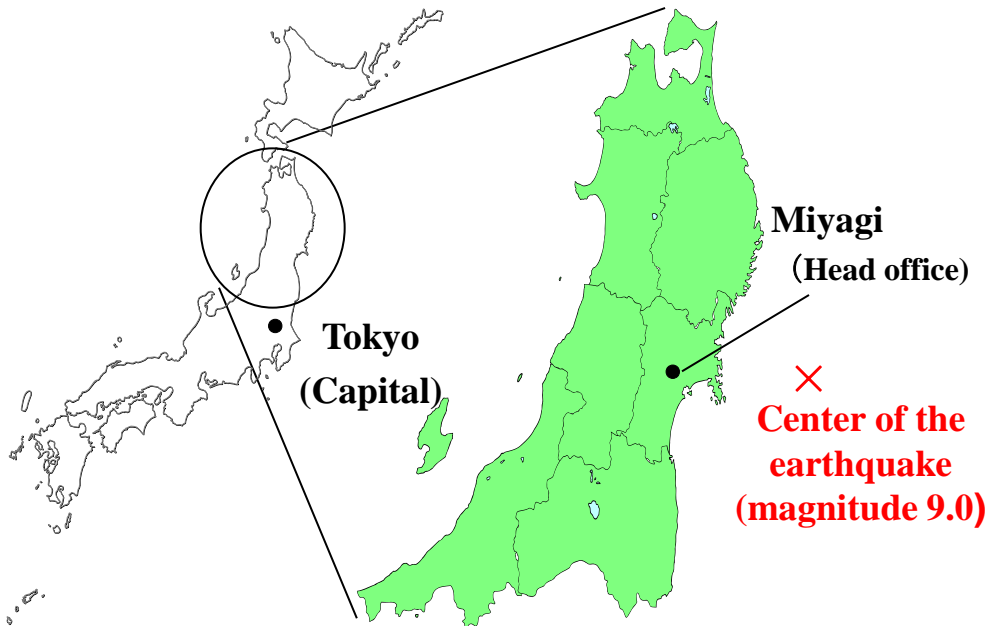 Miyagi
（Head office)
Tokyo
(Capital)
Center of the
earthquake
(magnitude 9.0)